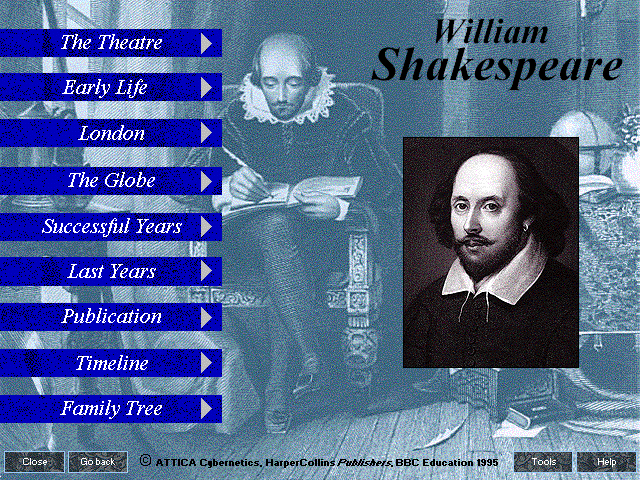 William
Shakespeare
The Theatre
Early Life
London
The Globe
Successful Years
Last Years
Publication
Timeline
Family Tree
Close
Go back
© ATTICA Cybernetics, HarperCollins Publishers, BBC Education 1995
Tools
Help